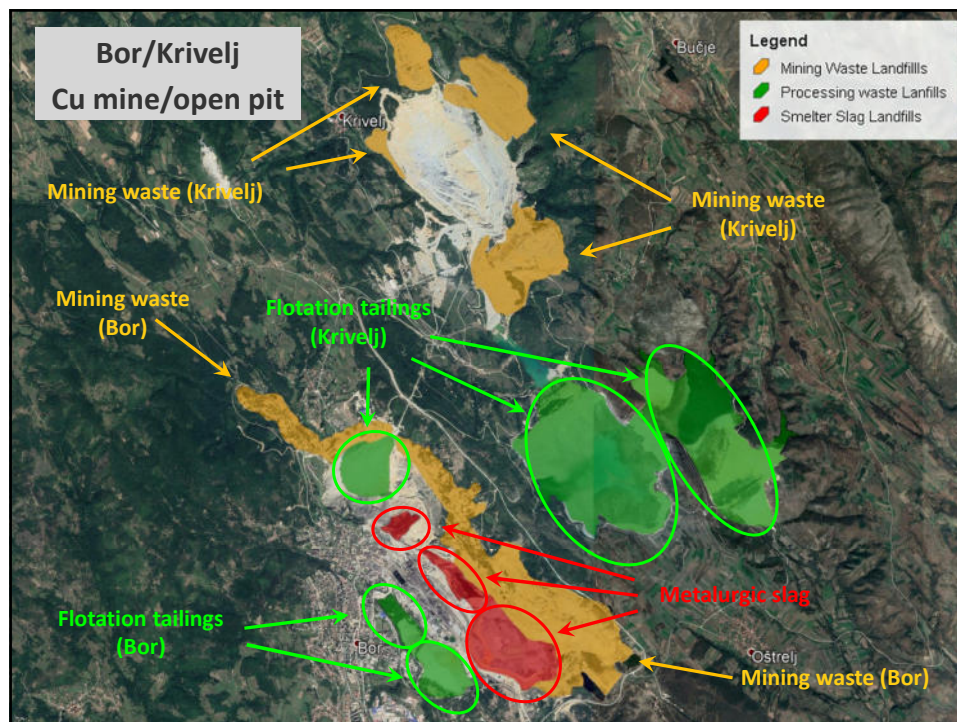 Bor/Krivelj
Cu mine/open pit
Bučje
Legend
Mining Waste Landfillls
Processing waste Lanfills
Smelter Slag Landfills
Krivelj
Mining waste (Krivelj)
Mining waste
(Krivelj)
Mining waste
(Bor)
Flotation tailings
(Krivelj)
Metalurgic slag
Flotation tailings
(Bor)
Bor
Oštrelj
Mining waste (Bor)